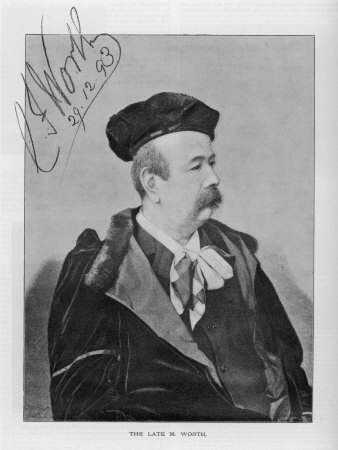 C F Worth
29.12.93
THE LATE M. WORTH.